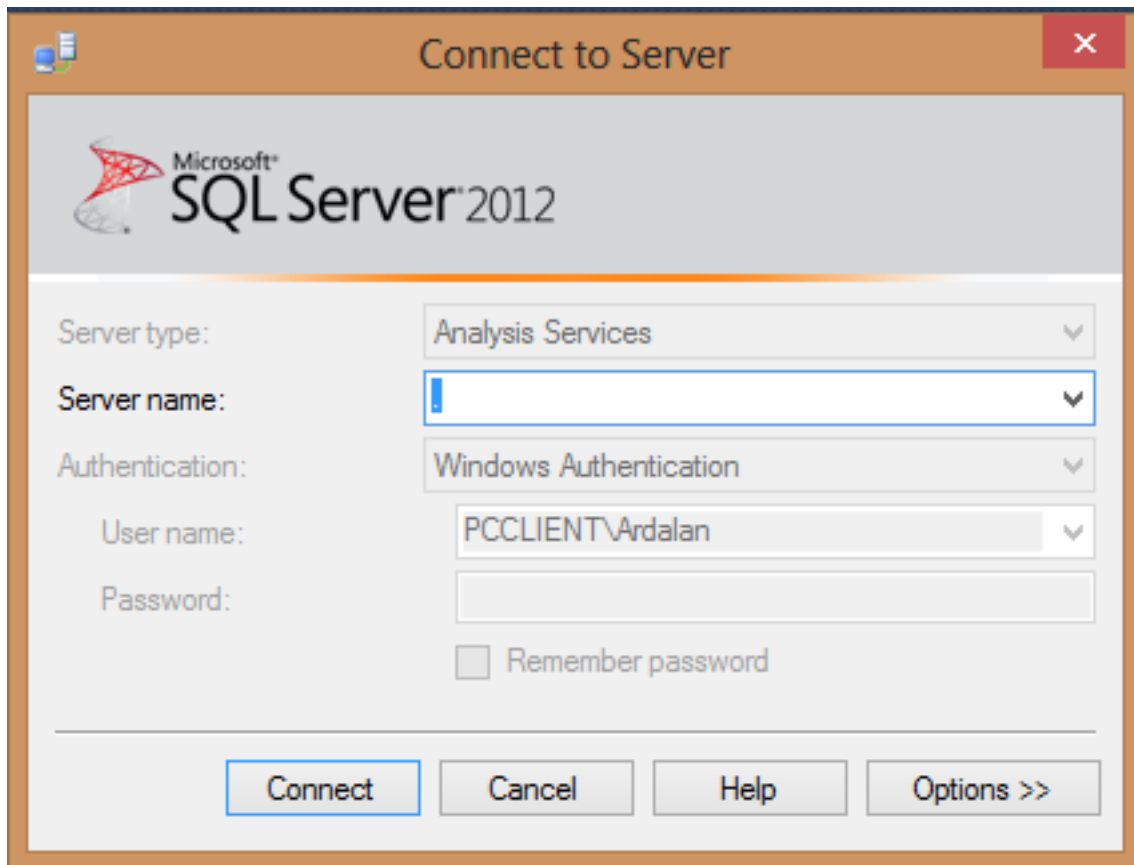 Connect to Server
Microsoft®
SQL Server® 2012
Server type: Analysis Services
Server name: .
Authentication: Windows Authentication
User name: PCCLIENT\Ardalan
Password:
Remember password
Connect Cancel Help Options >>